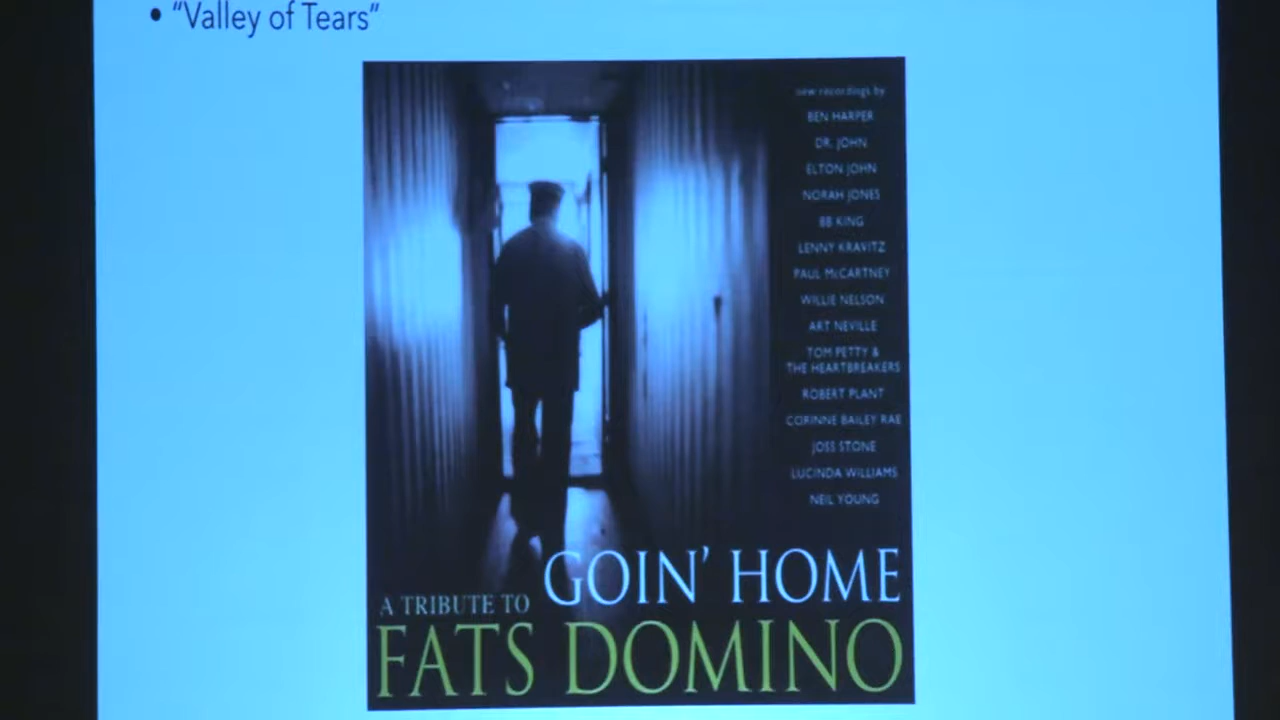 • “Valley of Tears”
new recordings by
BEN HARPER
DR. JOHN
ELTON JOHN
NORAH JONES
BB KING
LENNY KRAVITZ
PAUL McCARTNEY
WILLIE NELSON
ART NEVILLE
TOM PETTY &
THE HEARTBREAKERS
ROBERT PLANT
CORINNE BAILEY RAE
JOSS STONE
LUCINDA WILLIAMS
NEIL YOUNG
GOIN’ HOME
A TRIBUTE TO
FATS DOMINO